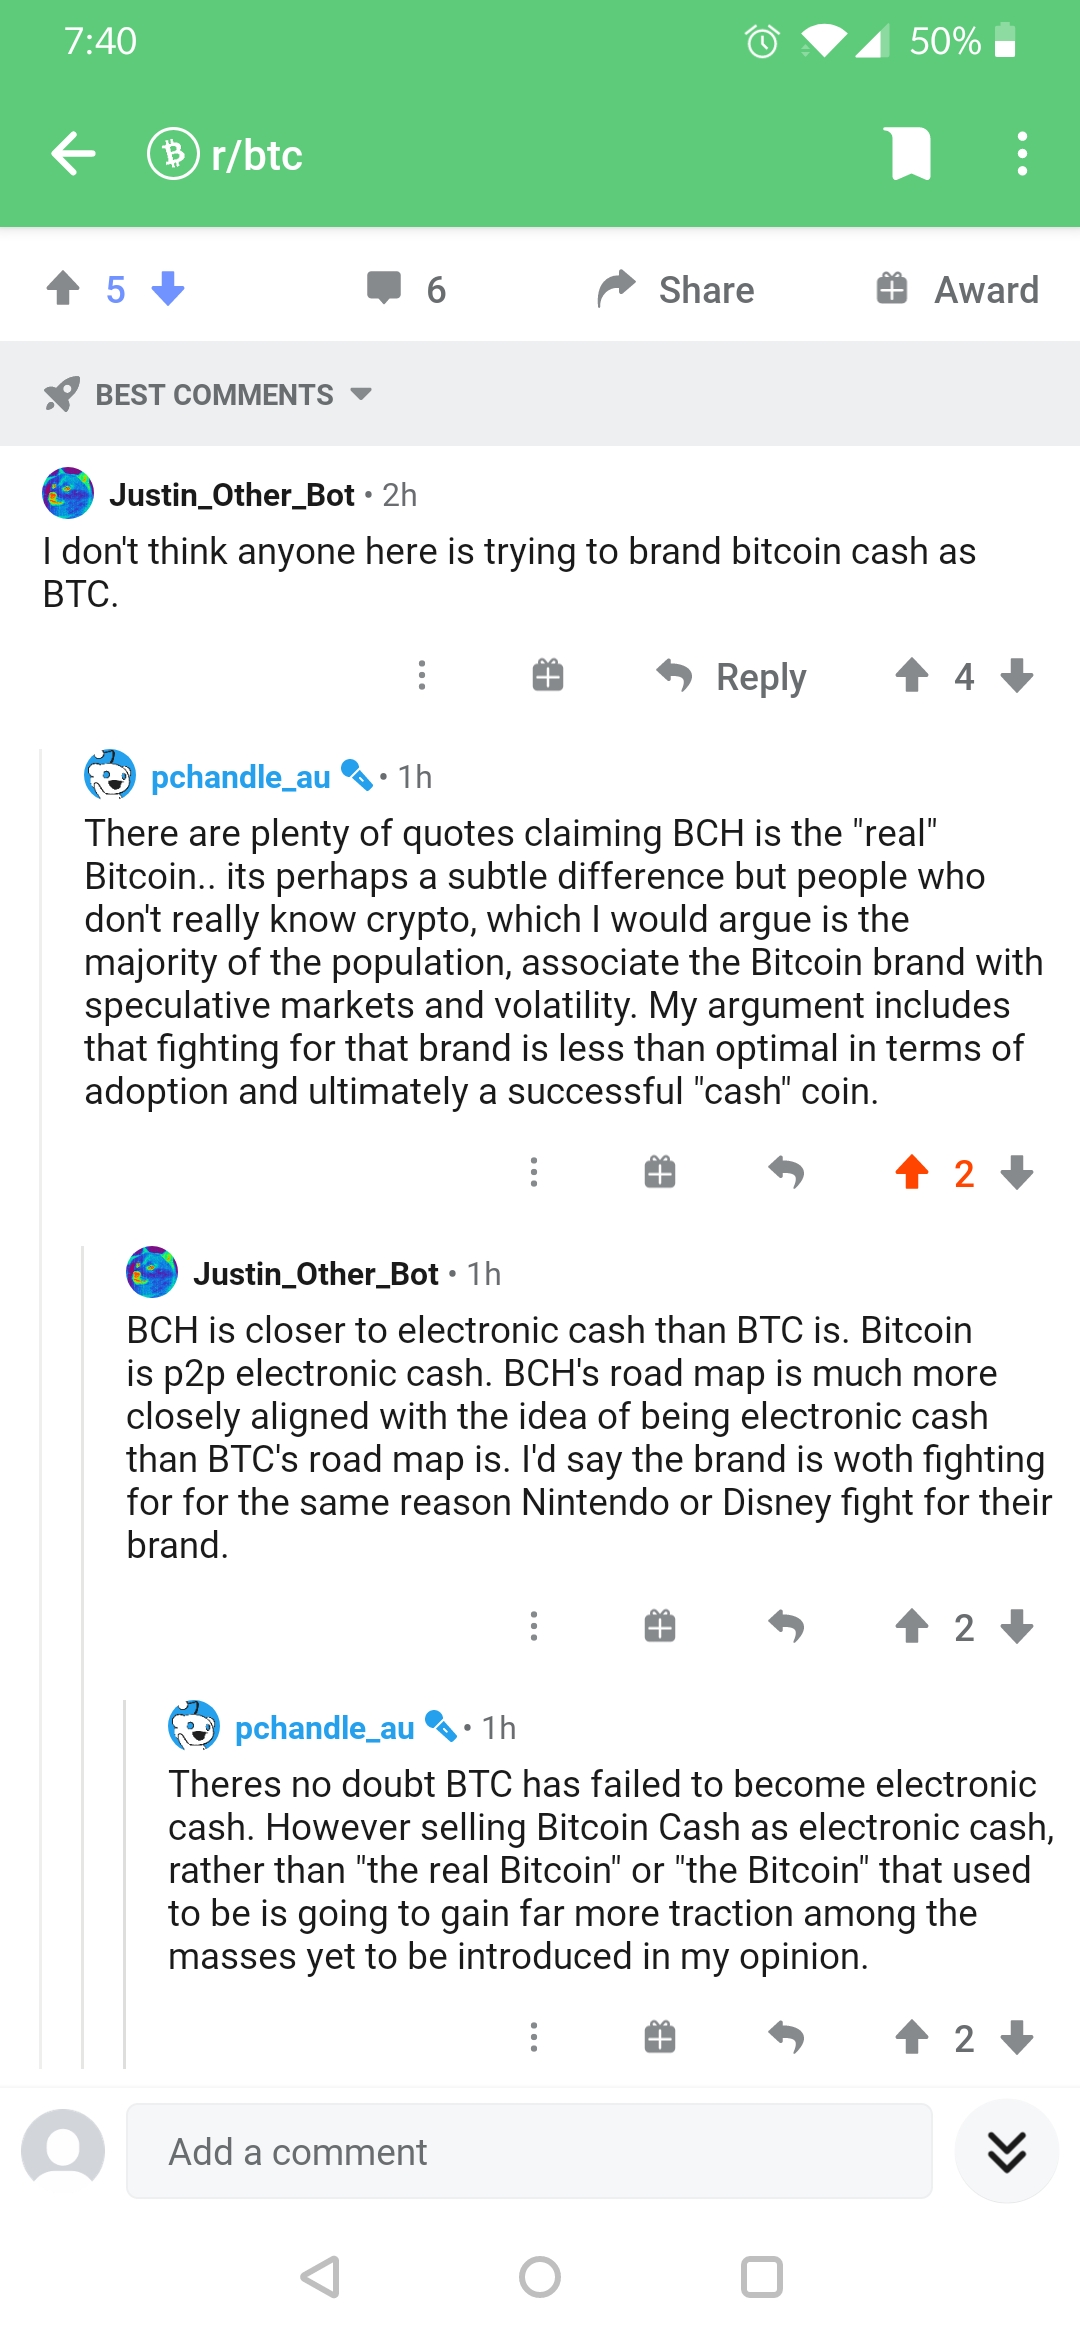 7:40
50%
r/btc
5
6
Share
Award
BEST COMMENTS
Justin_Other_Bot • 2h
I don't think anyone here is trying to brand bitcoin cash as
BTC.
Reply
4
pchandle_au • 1h
There are plenty of quotes claiming BCH is the "real"
Bitcoin.. its perhaps a subtle difference but people who
don't really know crypto, which I would argue is the
majority of the population, associate the Bitcoin brand with
speculative markets and volatility. My argument includes
that fighting for that brand is less than optimal in terms of
adoption and ultimately a successful "cash" coin.
2
Justin_Other_Bot • 1h
BCH is closer to electronic cash than BTC is. Bitcoin
is p2p electronic cash. BCH's road map is much more
closely aligned with the idea of being electronic cash
than BTC's road map is. I'd say the brand is woth fighting
for for the same reason Nintendo or Disney fight for their
brand.
2
pchandle_au • 1h
Theres no doubt BTC has failed to become electronic
cash. However selling Bitcoin Cash as electronic cash,
rather than "the real Bitcoin" or "the Bitcoin" that used
to be is going to gain far more traction among the
masses yet to be introduced in my opinion.
2
Add a comment